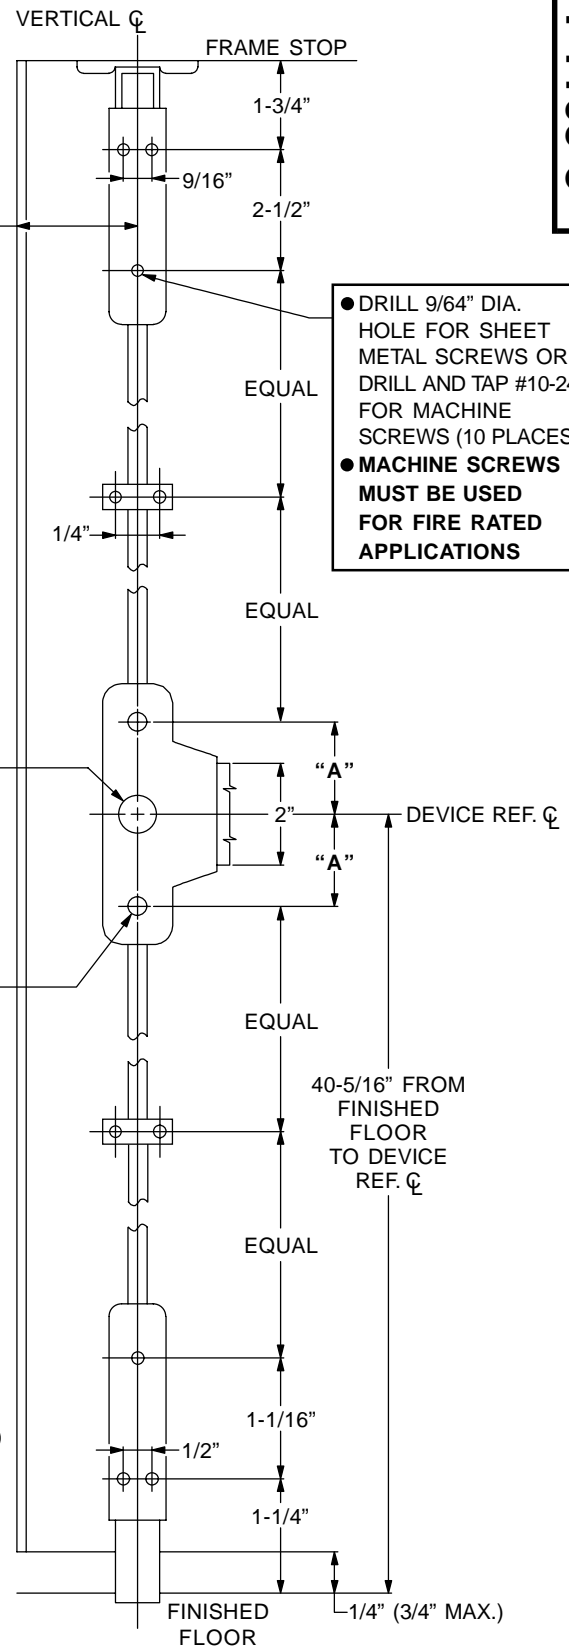 VERTICAL ℄
FRAME STOP
1-3/4”
9/16”
2-1/2”
● DRILL 9/64” DIA.
HOLE FOR SHEET
METAL SCREWS OR
DRILL AND TAP #10-24
FOR MACHINE
SCREWS (10 PLACES
● MACHINE SCREWS
MUST BE USED
FOR FIRE RATED
APPLICATIONS
EQUAL
1/4”
EQUAL
“A”
2”
DEVICE REF. ℄
“A”
EQUAL
40-5/16” FROM
FINISHED
FLOOR
TO DEVICE
REF. ℄
EQUAL
1-1/16”
1/2”
1-1/4”
1/4” (3/4” MAX.)
FINISHED
FLOOR